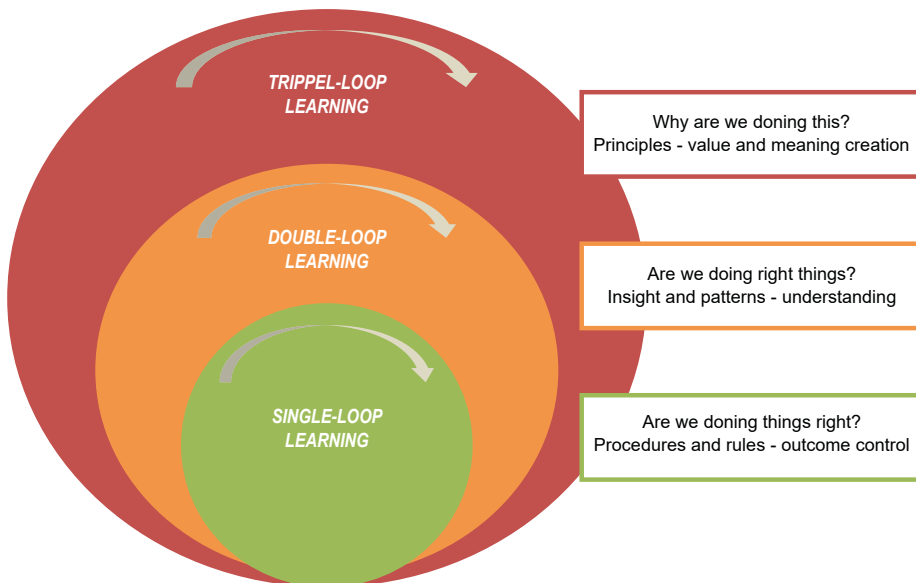 TRIPPEL-LOOP
LEARNING
Why are we doning this?
Principles - value and meaning creation
DOUBLE-LOOP
LEARNING
Are we doing right things?
Insight and patterns - understanding
SINGLE-LOOP
LEARNING
Are we doning things right?
Procedures and rules - outcome control